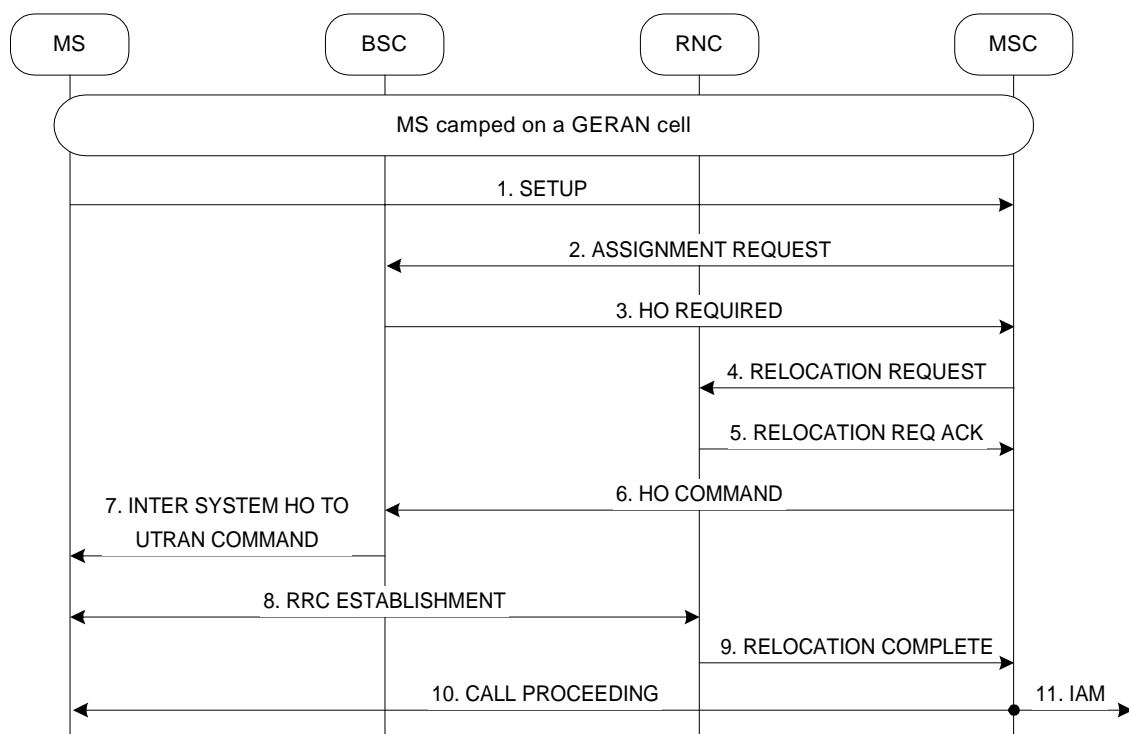 MS
BSC
RNC
MSC
MS camped on a GERAN cell
1. SETUP
2. ASSIGNMENT REQUEST
3. HO REQUIRED
4. RELOCATION REQUEST
5. RELOCATION REQ ACK
6. HO COMMAND
7. INTER SYSTEM HO TO
UTRAN COMMAND
8. RRC ESTABLISHMENT
9. RELOCATION COMPLETE
10. CALL PROCEEDING
11. IAM